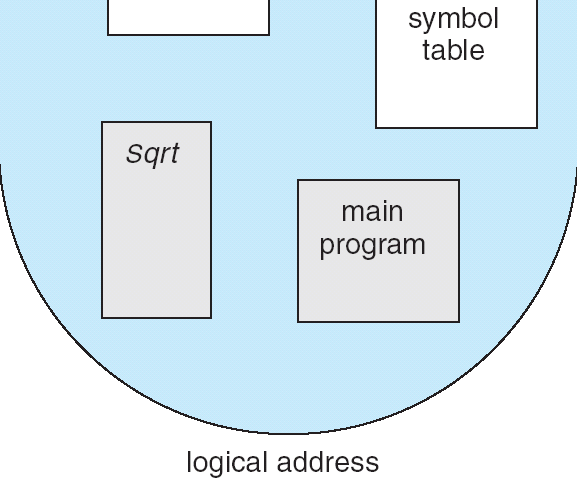 symbol
table
Sqrt
main
program
logical address